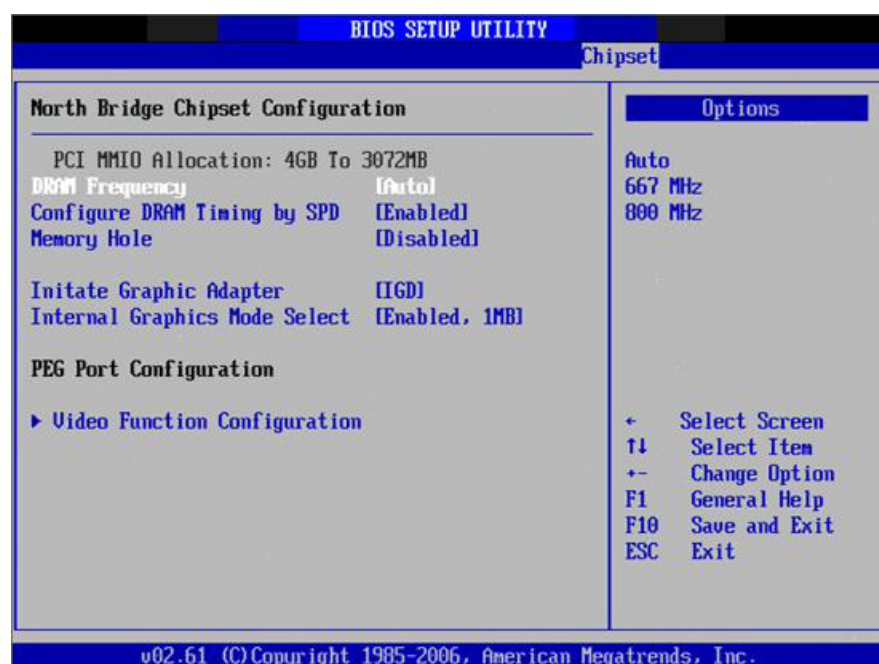 BIOS SETUP UTILITY
Chipset
North Bridge Chipset Configuration
PCI MMIO Allocation: 4GB To 3072MB
DRAM Frequency [Auto]
Configure DRAM Timing by SPD [Enabled]
Memory Hole [Disabled]
Initate Graphic Adapter [IGD]
Internal Graphics Mode Select [Enabled, 1MB]
PEG Port Configuration
▶ Video Function Configuration
Options
Auto
667 MHz
800 MHz
← Select Screen
↑↓ Select Item
+- Change Option
F1 General Help
F10 Save and Exit
ESC Exit
v02.61 (C)Copyright 1985-2006, American Megatrends, Inc.